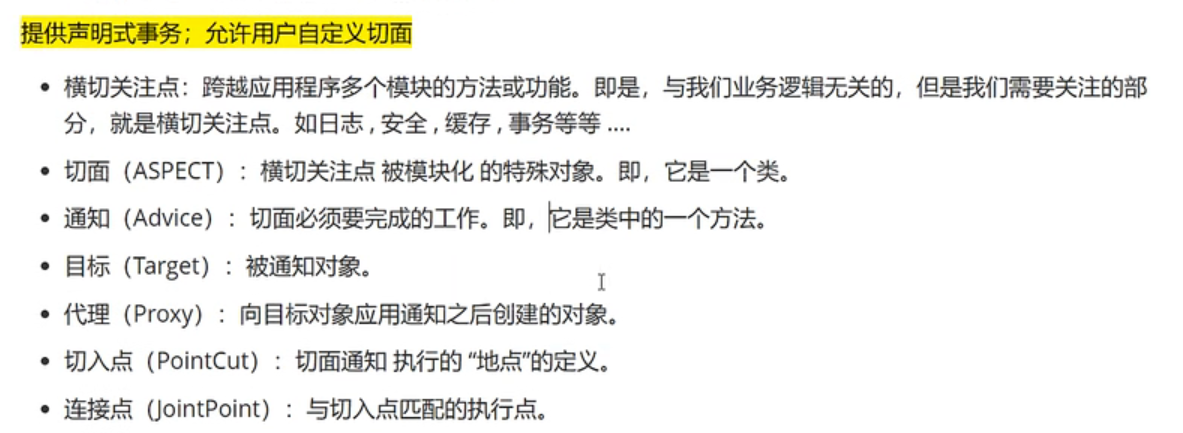 提供声明式事务；允许用户自定义切面
横切关注点：跨越应用程序多个模块的方法或功能。即是，与我们业务逻辑无关的，但是我们需要关注的部
分，就是横切关注点。如日志 , 安全 , 缓存 , 事务等等 ....
切面（ASPECT）：横切关注点 被模块化 的特殊对象。即，它是一个类。
通知（Advice）：切面必须要完成的工作。即，它是类中的一个方法。
目标（Target）：被通知对象。
代理（Proxy）：向目标对象应用通知之后创建的对象。
切入点（PointCut）：切面通知 执行的 “地点”的定义。
连接点（JointPoint）：与切入点匹配的执行点。